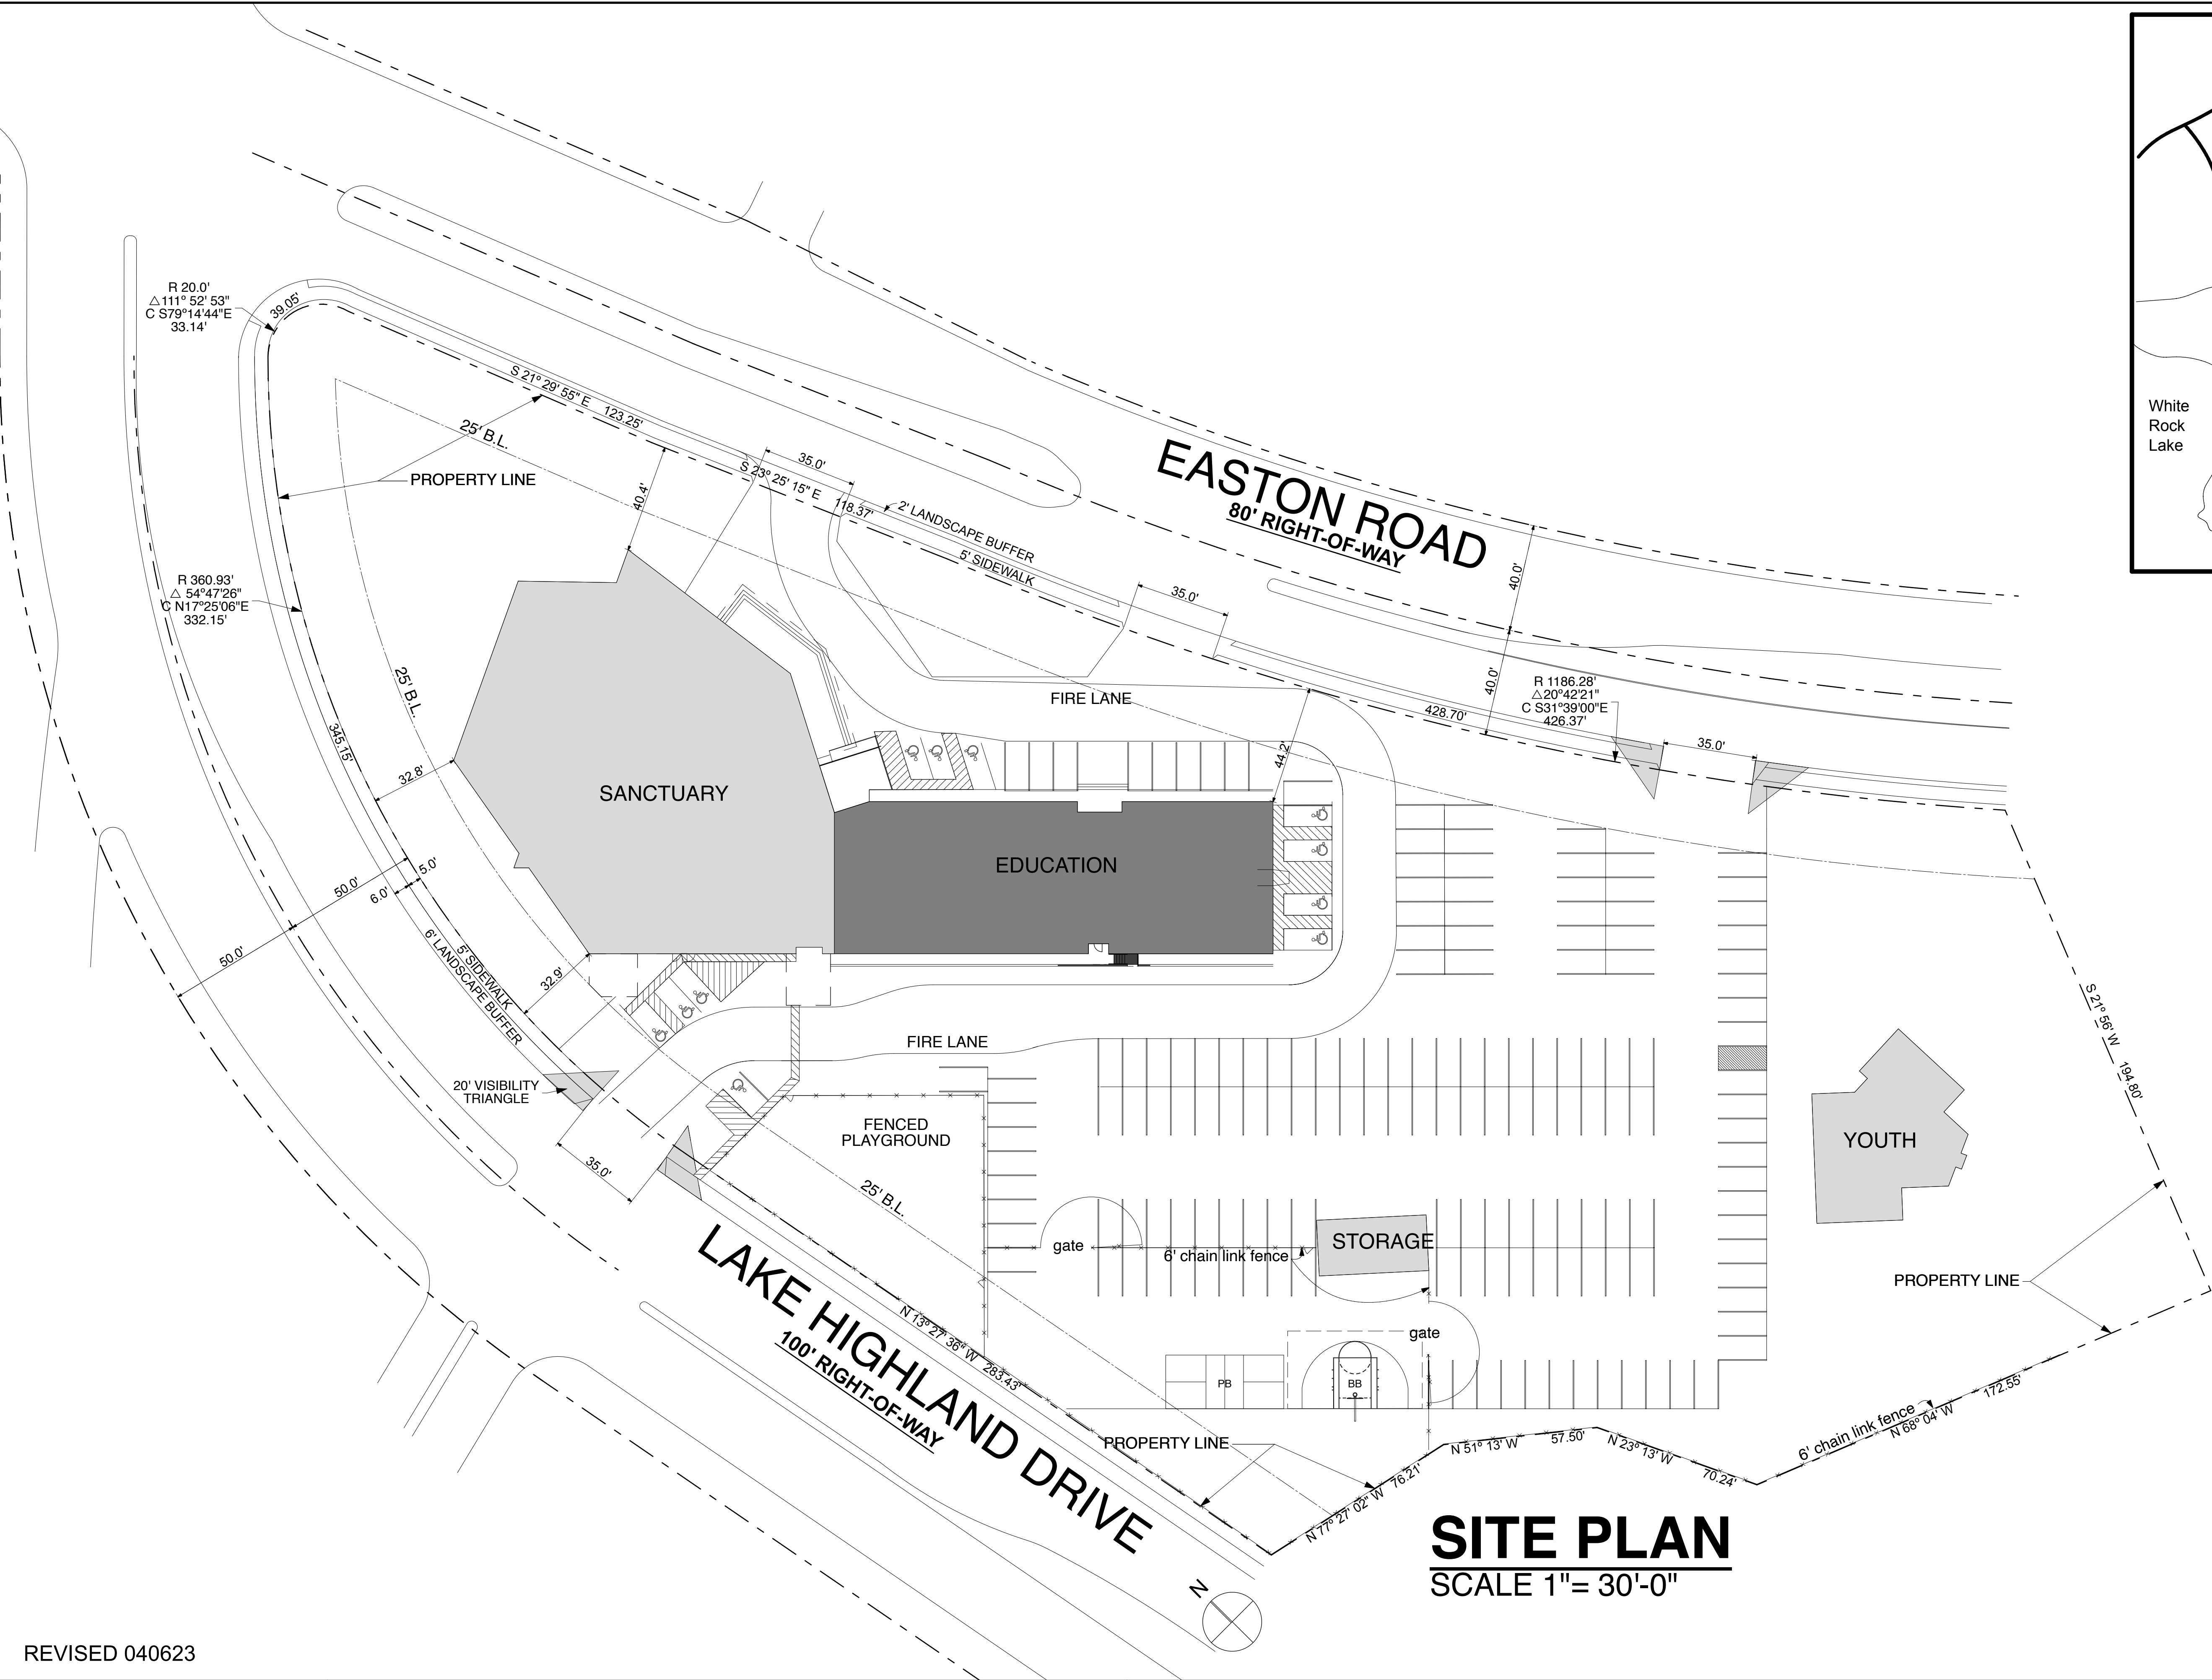 White
Rock
Lake
R 20.0'
△111° 52' 53"
C S79°14'44"E
33.14'
39.05'
S 21° 29' 55" E 123.25'
25' B.L.
PROPERTY LINE
40.4'
35.0'
S 23° 25' 15" E 118.37'
2' LANDSCAPE BUFFER
5' SIDEWALK
EASTON ROAD
80' RIGHT-OF-WAY
40.0'
40.0'
35.0'
R 360.93'
△ 54°47'26"
C N17°25'06"E
332.15'
25' B.L.
345.15'
32.8'
FIRE LANE
R 1186.28'
△20°42'21"
C S31°39'00"E
426.37'
428.70'
35.0'
44.2'
SANCTUARY
EDUCATION
50.0'
5.0'
6.0'
50.0'
5' SIDEWALK
6' LANDSCAPE BUFFER
32.9'
FIRE LANE
20' VISIBILITY
TRIANGLE
35.0'
FENCED
PLAYGROUND
25' B.L.
S 21° 56' W 194.80'
YOUTH
gate
6' chain link fence
STORAGE
PROPERTY LINE
gate
PB
BB
LAKE HIGHLAND DRIVE
100' RIGHT-OF-WAY
N 13° 27' 36" W 283.43'
PROPERTY LINE
N 77° 27' 02" W 76.21'
N 51° 13' W 57.50'
N 23° 13' W 70.24'
6' chain link fence
N 68° 04' W 172.55'
SITE PLAN
SCALE 1"= 30'-0"
N
REVISED 040623